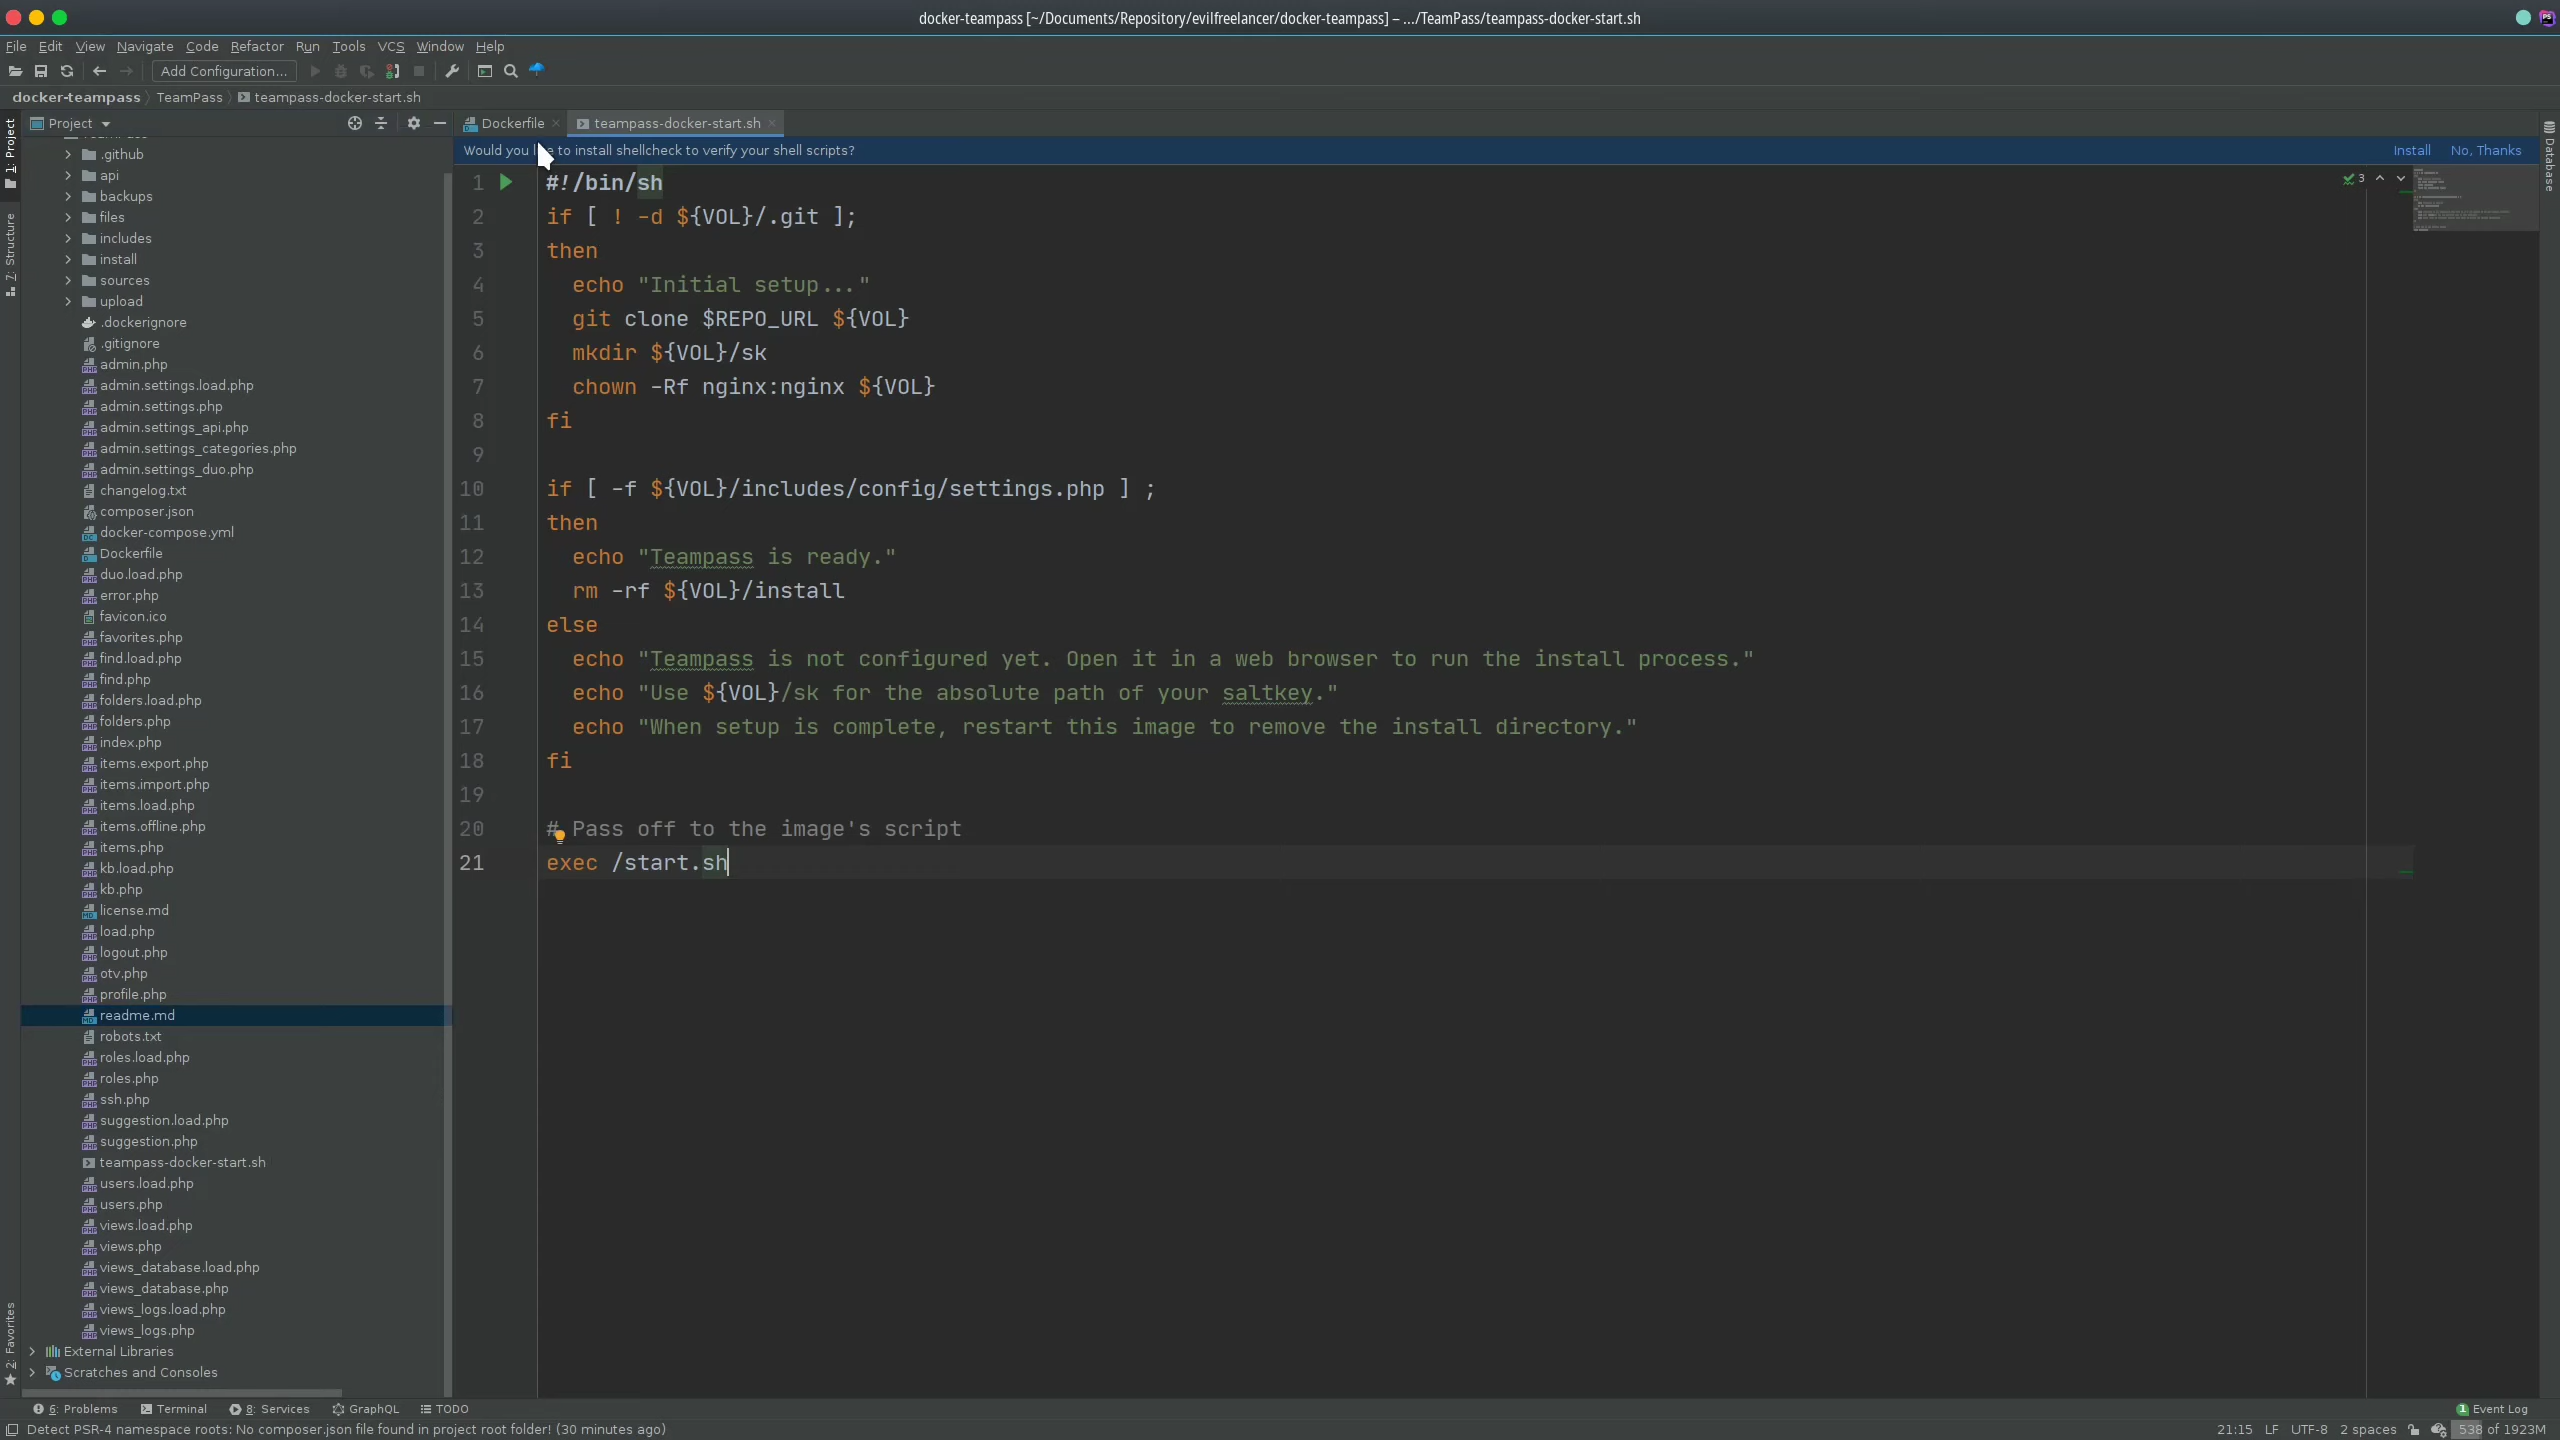 docker-teampass [~/Documents/Repository/evilfreelancer/docker-teampass] – .../TeamPass/teampass-docker-start.sh
File Edit View Navigate Code Refactor Run Tools VCS Window Help
Add Configuration...
docker-teampass TeamPass teampass-docker-start.sh
Project Dockerfile teampass-docker-start.sh
Would you to install shellcheck to verify your shell scripts? Install No, Thanks
1: Project
7: Structure
2: Favorites
Database
.github
api
backups
files
includes
install
sources
upload
.dockerignore
.gitignore
admin.php
admin.settings.load.php
admin.settings.php
admin.settings_api.php
admin.settings_categories.php
admin.settings_duo.php
changelog.txt
composer.json
docker-compose.yml
Dockerfile
duo.load.php
error.php
favicon.ico
favorites.php
find.load.php
find.php
folders.load.php
folders.php
index.php
items.export.php
items.import.php
items.load.php
items.offline.php
items.php
kb.load.php
kb.php
license.md
load.php
logout.php
otv.php
profile.php
readme.md
robots.txt
roles.load.php
roles.php
ssh.php
suggestion.load.php
suggestion.php
teampass-docker-start.sh
users.load.php
users.php
views.load.php
views.php
views_database.load.php
views_database.php
views_logs.load.php
views_logs.php
External Libraries
Scratches and Consoles
3
1 #!/bin/sh
2 if [ ! -d ${VOL}/.git ];
3 then
4 echo "Initial setup..."
5 git clone $REPO_URL ${VOL}
6 mkdir ${VOL}/sk
7 chown -Rf nginx:nginx ${VOL}
8 fi
9
10 if [ -f ${VOL}/includes/config/settings.php ] ;
11 then
12 echo "Teampass is ready."
13 rm -rf ${VOL}/install
14 else
15 echo "Teampass is not configured yet. Open it in a web browser to run the install process."
16 echo "Use ${VOL}/sk for the absolute path of your saltkey."
17 echo "When setup is complete, restart this image to remove the install directory."
18 fi
19
20 # Pass off to the image's script
21 exec /start.sh
6: Problems Terminal 8: Services GraphQL TODO 1 Event Log
Detect PSR-4 namespace roots: No composer.json file found in project root folder! (30 minutes ago) 21:15 LF UTF-8 2 spaces 538 of 1923M